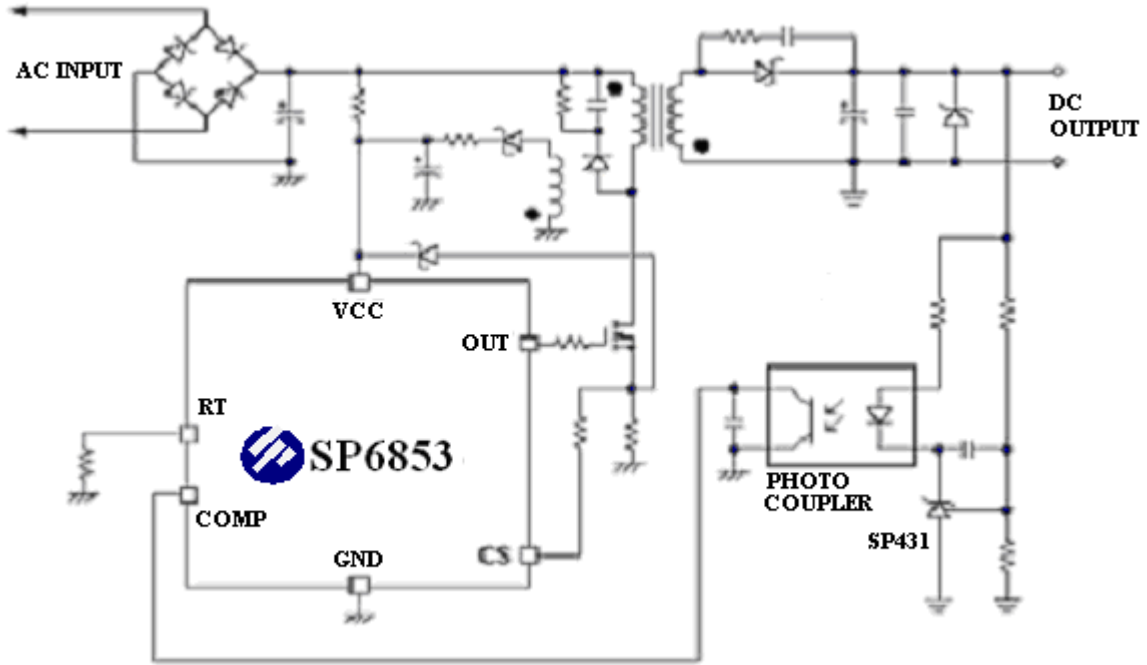 AC INPUT
DC
OUTPUT
VCC
OUT
RT
SP6853
COMP
PHOTO
COUPLER
SP431
GND
CS